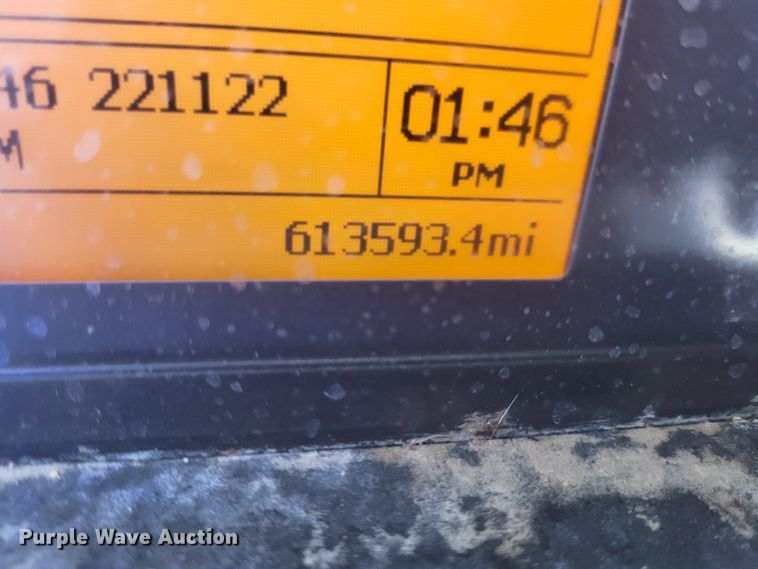 46 221122
M
01:46
PM
613593.4mi
Purple Wave Auction